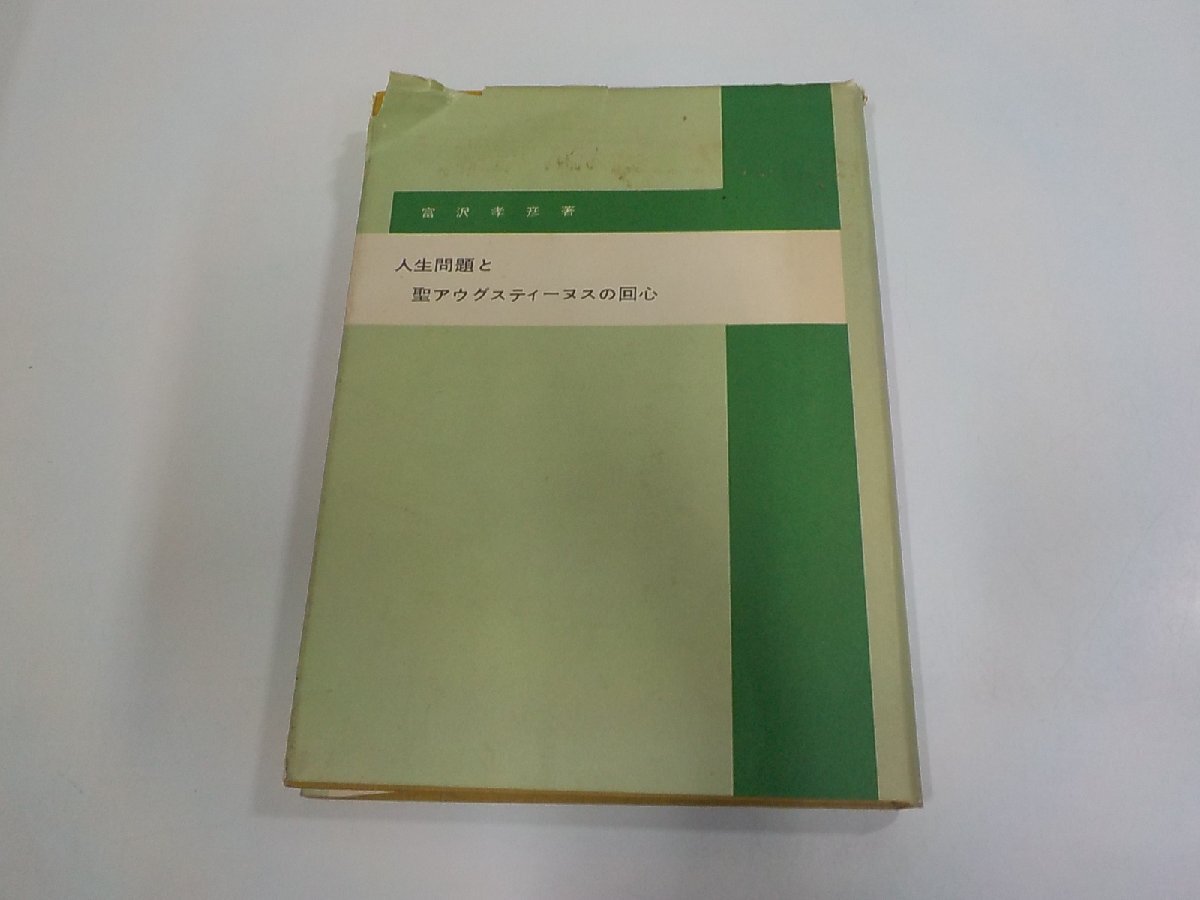 富沢孝彦著
人生問題と
聖アウグスティーヌスの回心